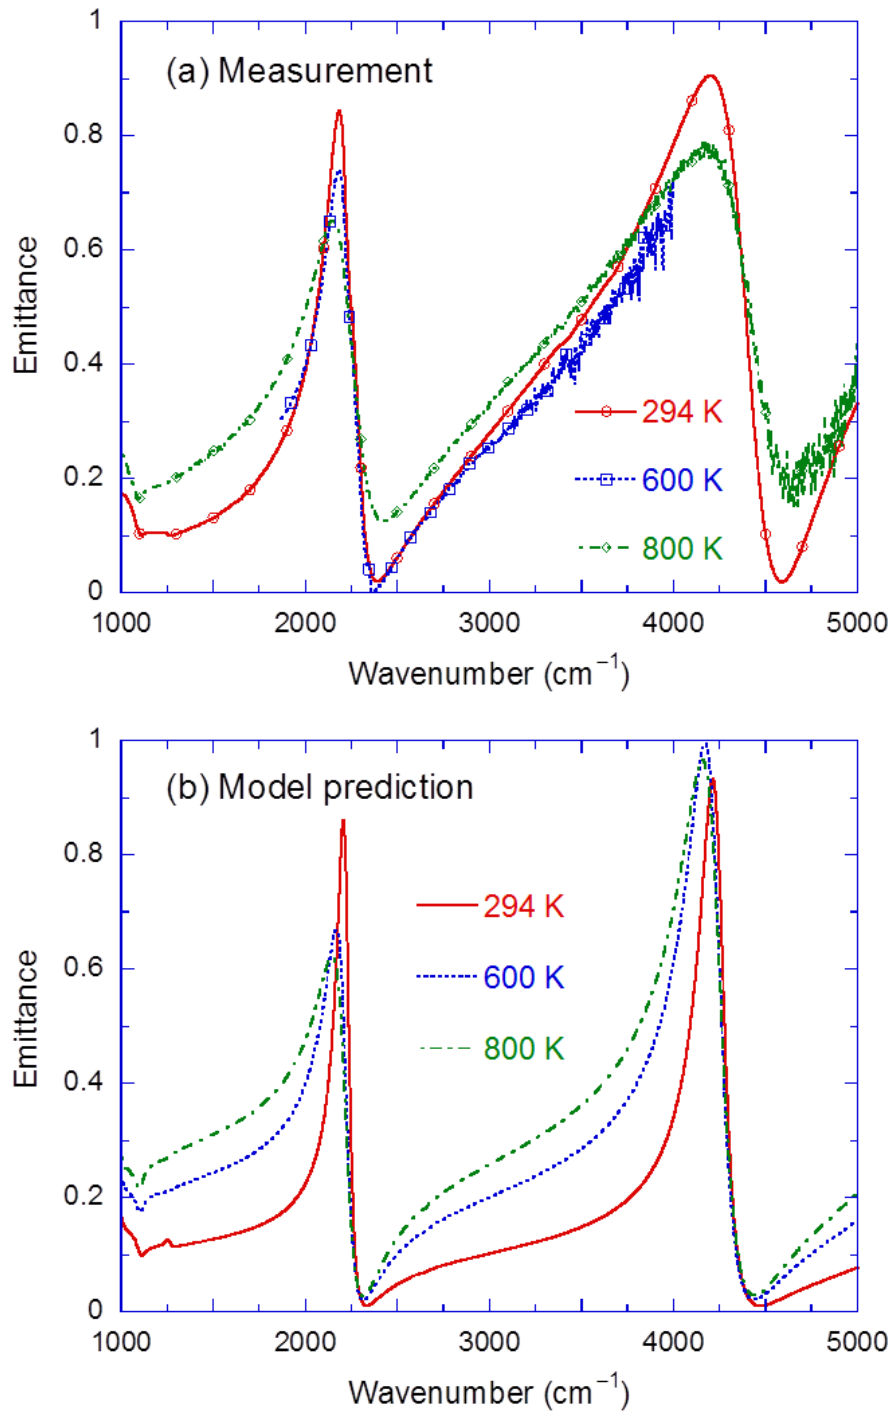 (a) Measurement
1
0.8
0.6
0.4
0.2
0
Emittance
294 K
600 K
800 K
1000 2000 3000 4000 5000
Wavenumber (cm⁻¹)
(b) Model prediction
1
0.8
0.6
0.4
0.2
0
Emittance
294 K
600 K
800 K
1000 2000 3000 4000 5000
Wavenumber (cm⁻¹)